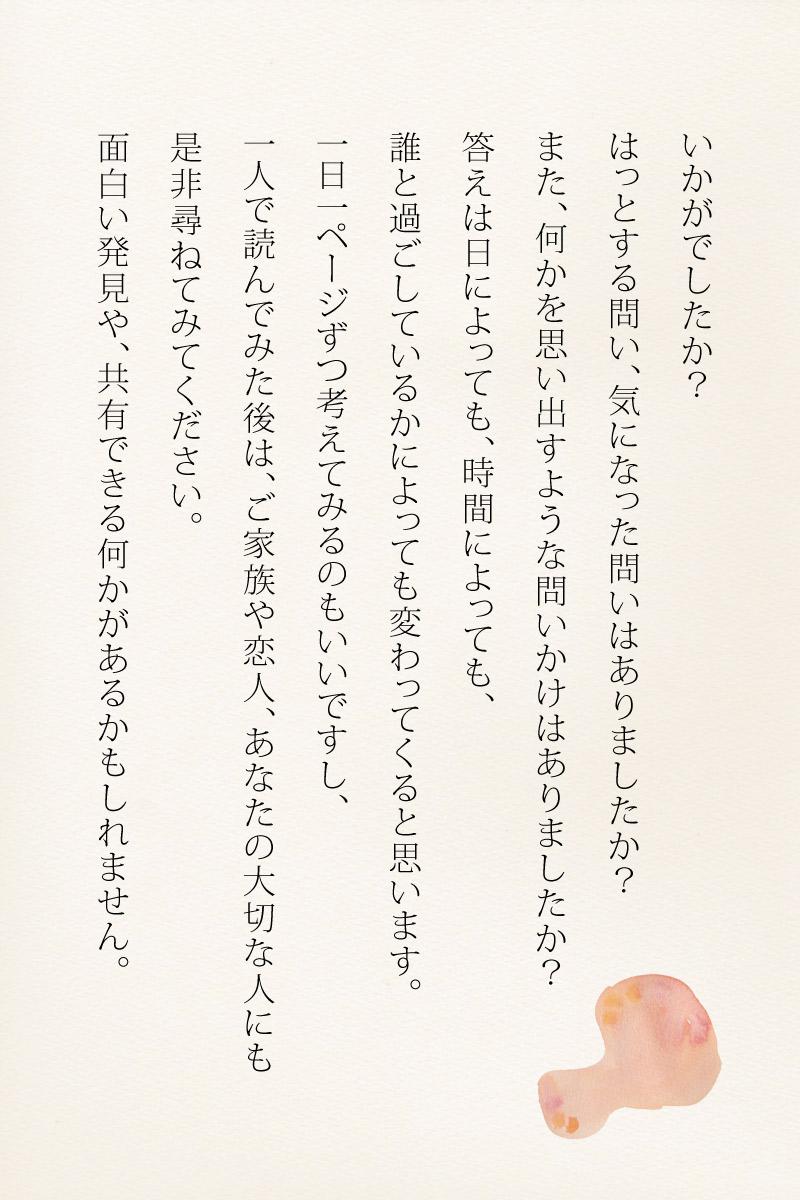 いかがでしたか？
はっとする問い、気になった問いはありましたか？
また、何かを思い出すような問いかけはありましたか？
答えは日によっても、時間によっても、
誰と過ごしているかによっても変わってくると思います。
一日一ページずつ考えてみるのもいいですし、
一人で読んでみた後は、ご家族や恋人、あなたの大切な人にも
是非尋ねてみてください。
面白い発見や、共有できる何かがあるかもしれません。